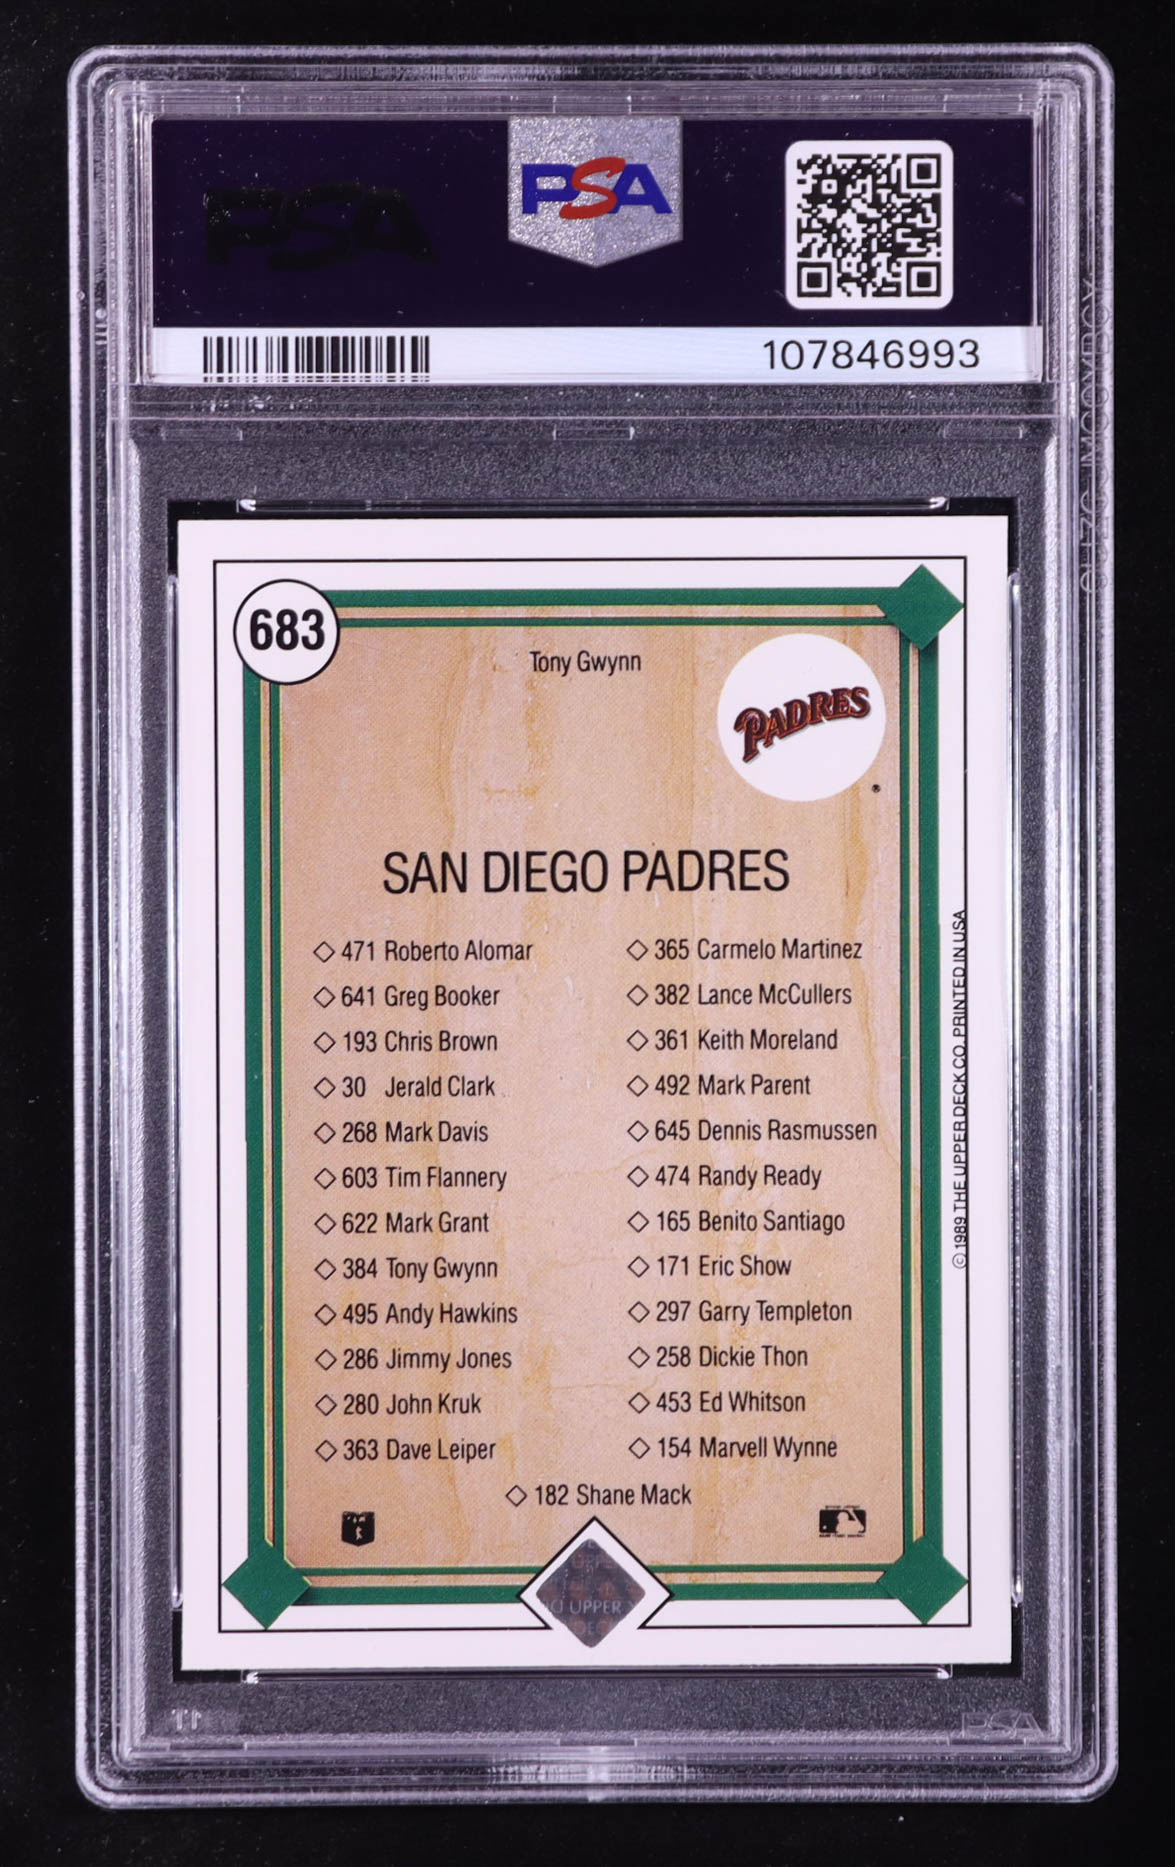 PSA
PSA
107846993
683
Tony Gwynn
PADRES
®
SAN DIEGO PADRES
471 Roberto Alomar
641 Greg Booker
193 Chris Brown
30 Jerald Clark
268 Mark Davis
603 Tim Flannery
622 Mark Grant
384 Tony Gwynn
495 Andy Hawkins
286 Jimmy Jones
280 John Kruk
363 Dave Leiper
365 Carmelo Martinez
382 Lance McCullers
361 Keith Moreland
492 Mark Parent
645 Dennis Rasmussen
474 Randy Ready
165 Benito Santiago
171 Eric Show
297 Garry Templeton
258 Dickie Thon
453 Ed Whitson
154 Marvell Wynne
182 Shane Mack
© 1989 THE UPPER DECK CO. PRINTED IN USA
UPPER
PSA